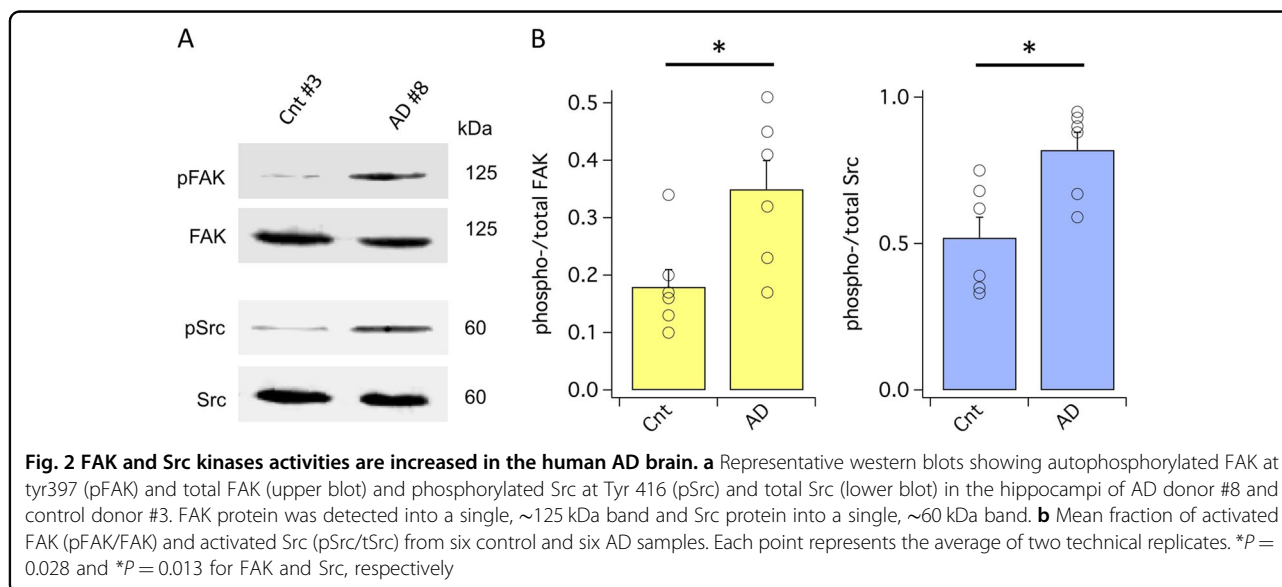 A
Cnt #3
AD #8
kDa
pFAK
125
FAK
125
pSrc
60
Src
60
B
*
phospho-/total FAK
0.5
0.4
0.3
0.2
0.1
0.0
Cnt
AD
*
phospho-/total Src
1.0
0.5
0.0
Cnt
AD
Fig. 2 FAK and Src kinases activities are increased in the human AD brain. a Representative western blots showing autophosphorylated FAK at
tyr397 (pFAK) and total FAK (upper blot) and phosphorylated Src at Tyr 416 (pSrc) and total Src (lower blot) in the hippocampi of AD donor #8 and
control donor #3. FAK protein was detected into a single, ~125 kDa band and Src protein into a single, ~60 kDa band. b Mean fraction of activated
FAK (pFAK/FAK) and activated Src (pSrc/tSrc) from six control and six AD samples. Each point represents the average of two technical replicates. *P =
0.028 and *P = 0.013 for FAK and Src, respectively